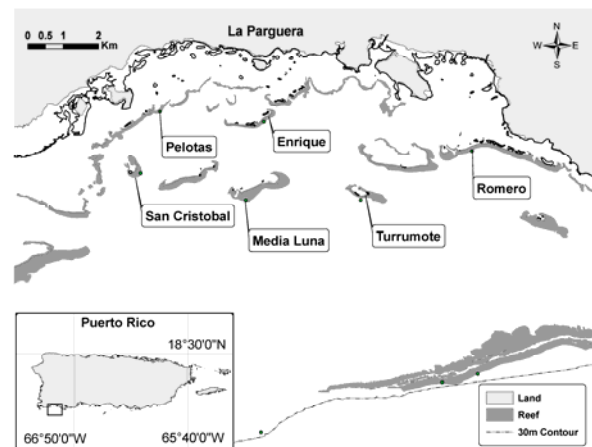 La Parguera
0 0.5 1 2
Km
N
W E
S
Pelotas
Enrique
Romero
San Cristobal
Media Luna
Turrumote
Puerto Rico
18°30'0"N
66°50'0"W
65°40'0"W
Land
Reef
30m Contour